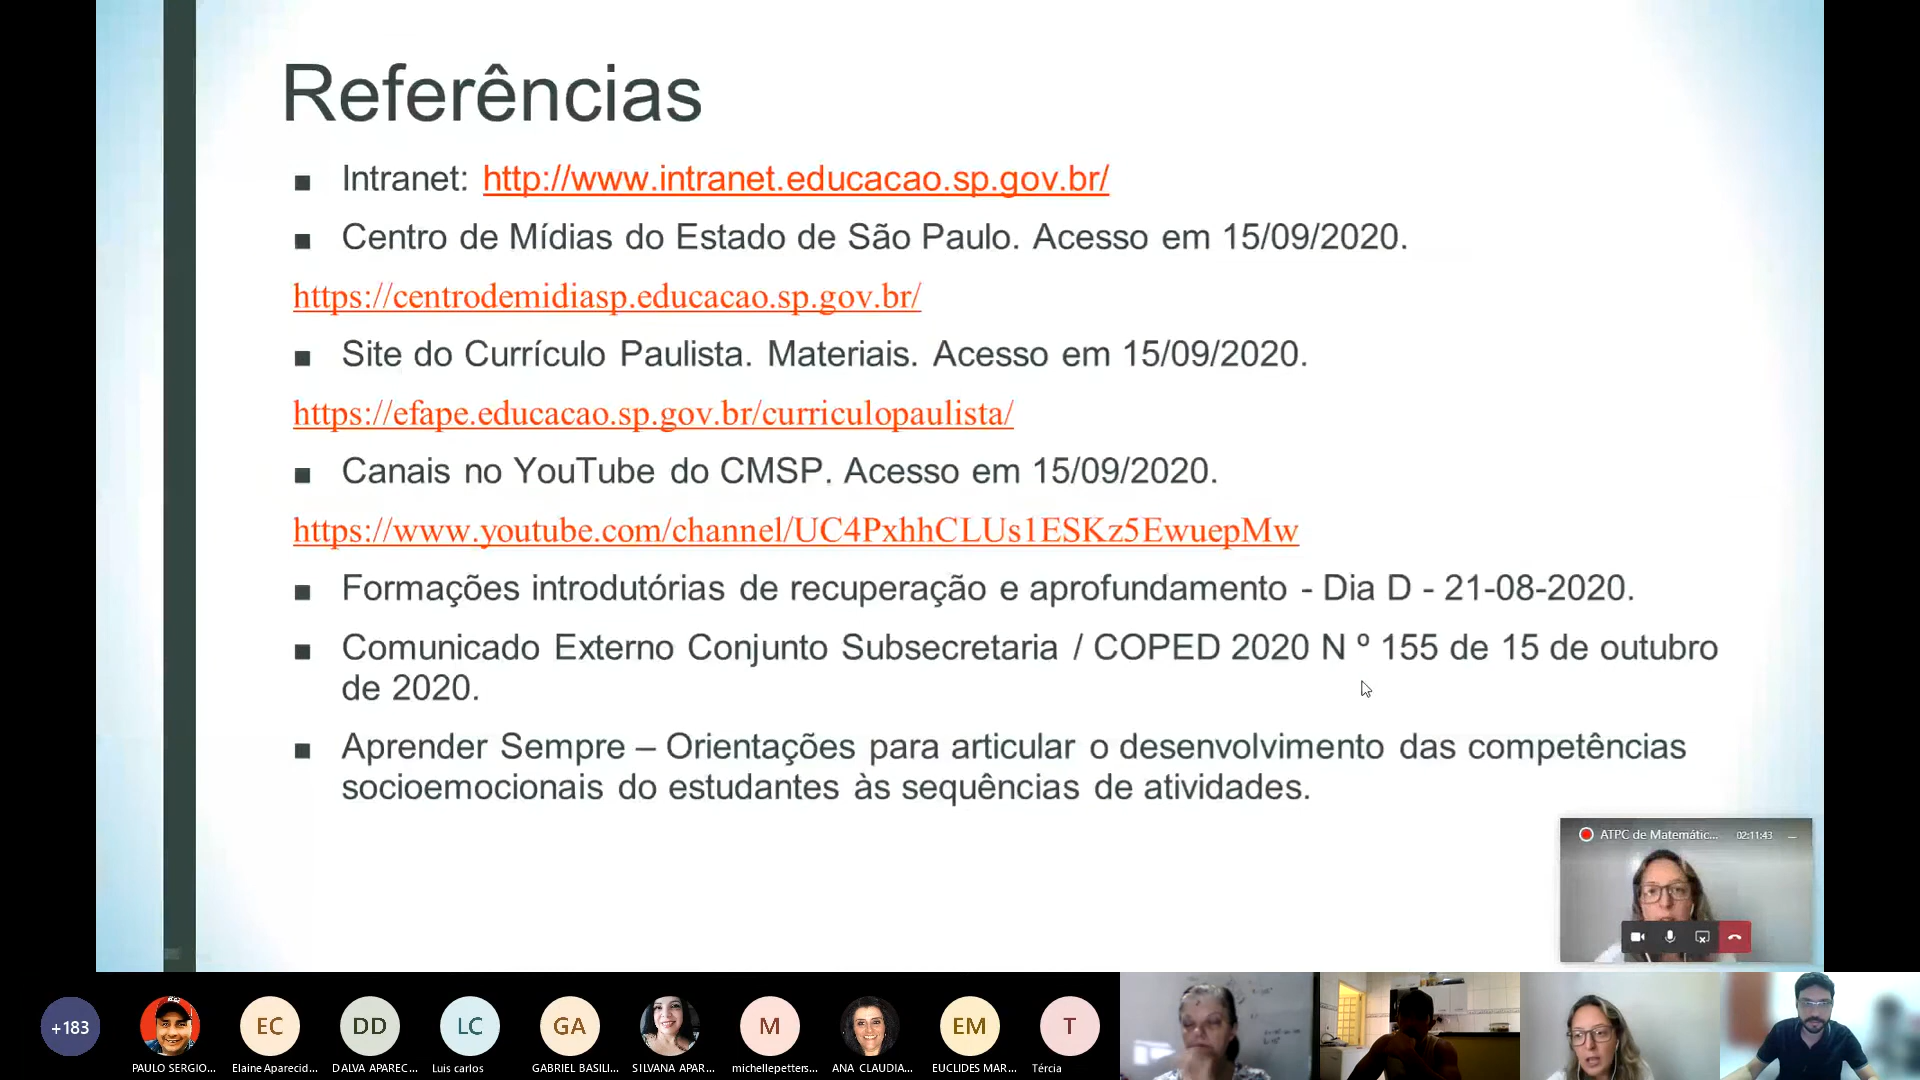 Referências
■ Intranet: http://www.intranet.educacao.sp.gov.br/
■ Centro de Mídias do Estado de São Paulo. Acesso em 15/09/2020.
https://centrodemidiasp.educacao.sp.gov.br/
■ Site do Currículo Paulista. Materiais. Acesso em 15/09/2020.
https://efape.educacao.sp.gov.br/curriculopaulista/
■ Canais no YouTube do CMSP. Acesso em 15/09/2020.
https://www.youtube.com/channel/UC4PxhhCLUs1ESKz5EwuepMw
■ Formações introdutórias de recuperação e aprofundamento - Dia D - 21-08-2020.
■ Comunicado Externo Conjunto Subsecretaria / COPED 2020 N º 155 de 15 de outubro
de 2020.
■ Aprender Sempre – Orientações para articular o desenvolvimento das competências
socioemocionais do estudantes às sequências de atividades.
ATPC de Matemátic... 02:11:43
+183 EC DD LC GA M EM T
PAULO SERGIO... Elaine Aparecid... DALVA APAREC... Luis carlos GABRIEL BASILI... SILVANA APAR... michellepetters... ANA CLAUDIA... EUCLIDES MAR... Tércia